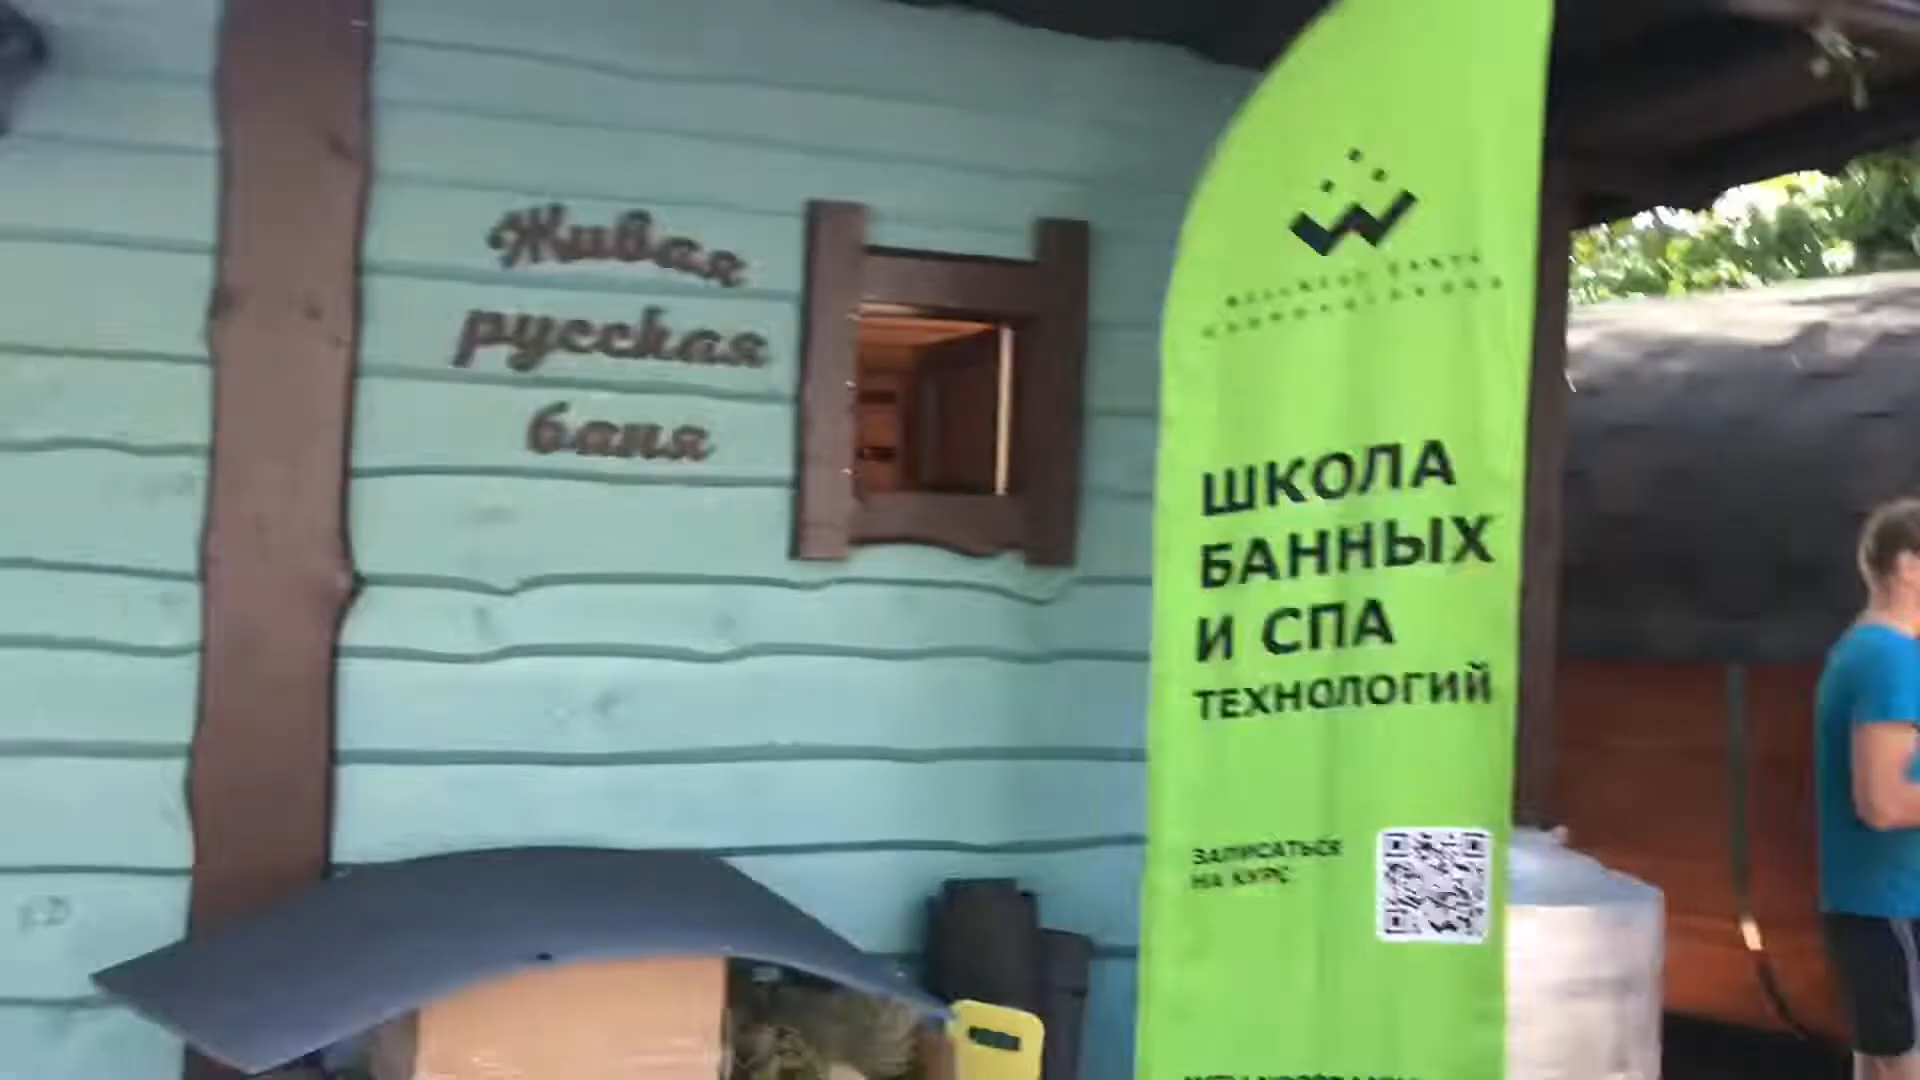 Живая
русская
баня
ШКОЛА
БАННЫХ
И СПА
ТЕХНОЛОГИЙ
ЗАПИСАТЬСЯ
НА КУРС